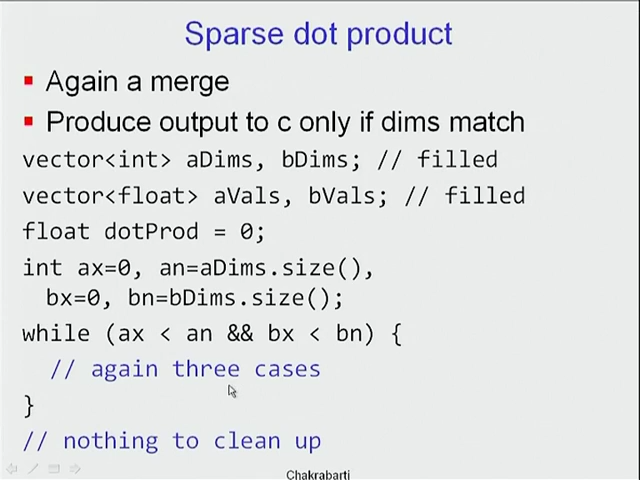 Sparse dot product
Again a merge
Produce output to c only if dims match
vector<int> aDims, bDims; // filled
vector<float> aVals, bVals; // filled
float dotProd = 0;
int ax=0, an=aDims.size(),
bx=0, bn=bDims.size();
while (ax < an && bx < bn) {
// again three cases
}
// nothing to clean up
Chakrabarti